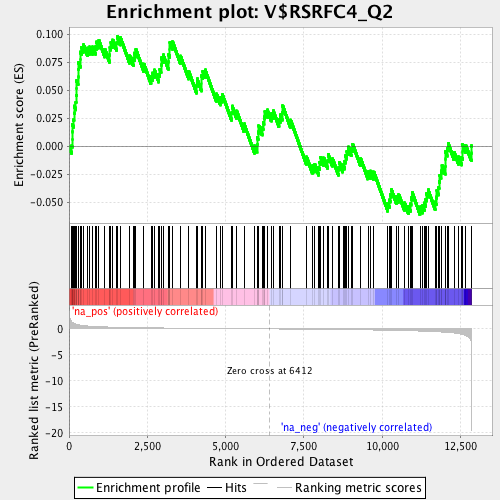 Enrichment plot: V$RSRFC4_Q2
Enrichment score (ES)
0.100
0.075
0.050
0.025
0.000
-0.025
-0.050
'na_pos' (positively correlated)
Ranked list metric (PreRanked)
0
-5
-10
-15
-20
Zero cross at 6412
'na_neg' (negatively correlated)
0
2,500
5,000
7,500
10,000
12,500
Rank in Ordered Dataset
Enrichment profile
Hits
Ranking metric scores